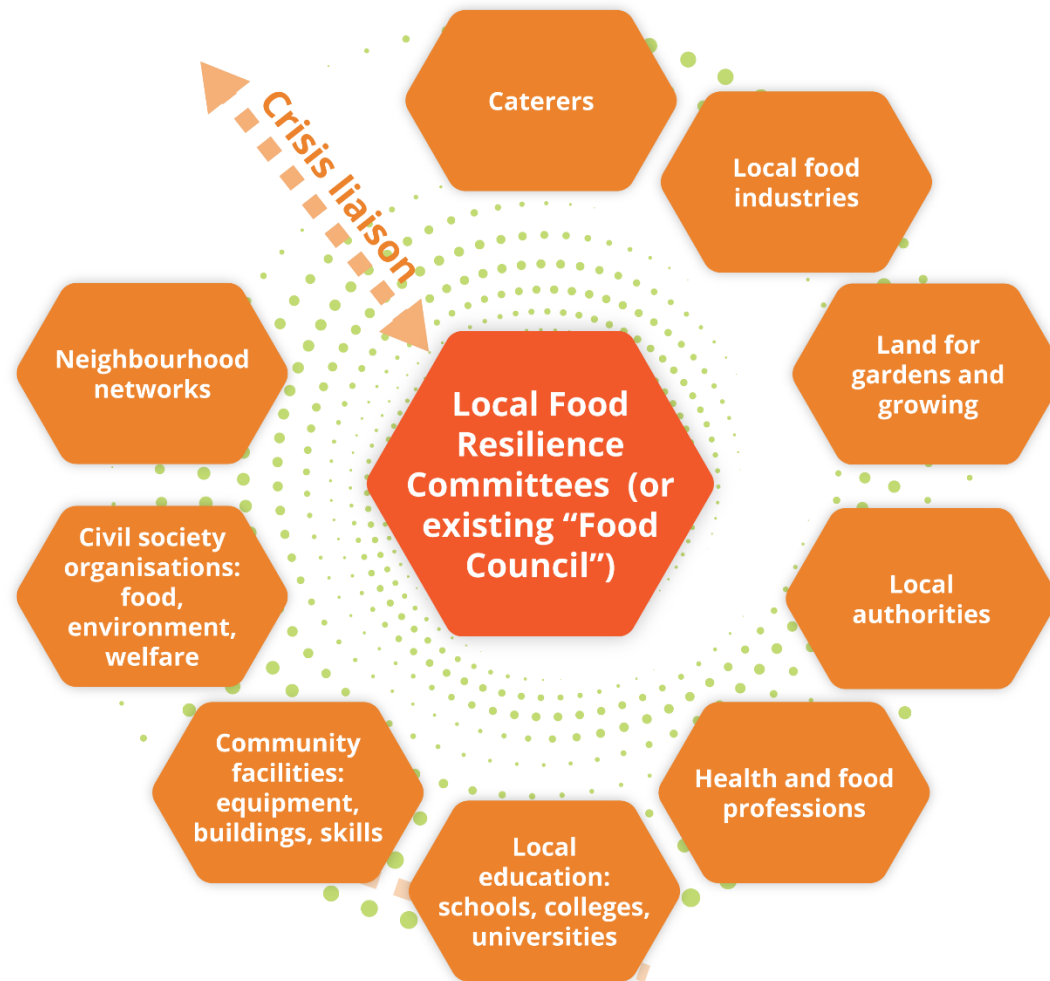 Caterers
Crisis liaison
Local food
industries
Neighbourhood
networks
Land for
gardens and
growing
Local Food
Resilience
Committees (or
existing “Food
Council”)
Civil society
organisations:
food,
environment,
welfare
Local
authorities
Community
facilities:
equipment,
buildings, skills
Health and food
professions
Local
education:
schools, colleges,
universities